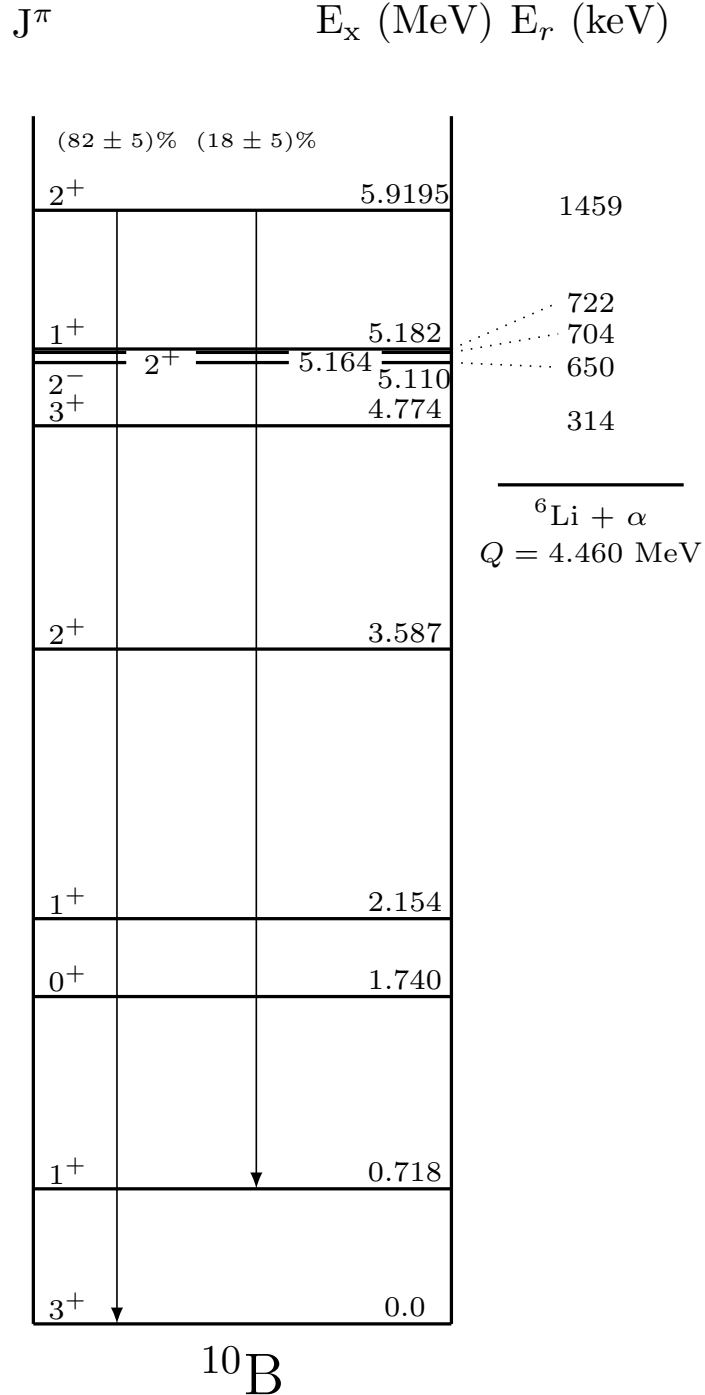 J^π E_x (MeV) E_r (keV)
(82 ± 5)% (18 ± 5)%
2⁺ 5.9195 1459
722
1⁺ 5.182 704
2⁺ 5.164 650
2⁻ 5.110
3⁺ 4.774 314
⁶Li + α
Q = 4.460 MeV
2⁺ 3.587
1⁺ 2.154
0⁺ 1.740
1⁺ 0.718
3⁺ 0.0
¹⁰B